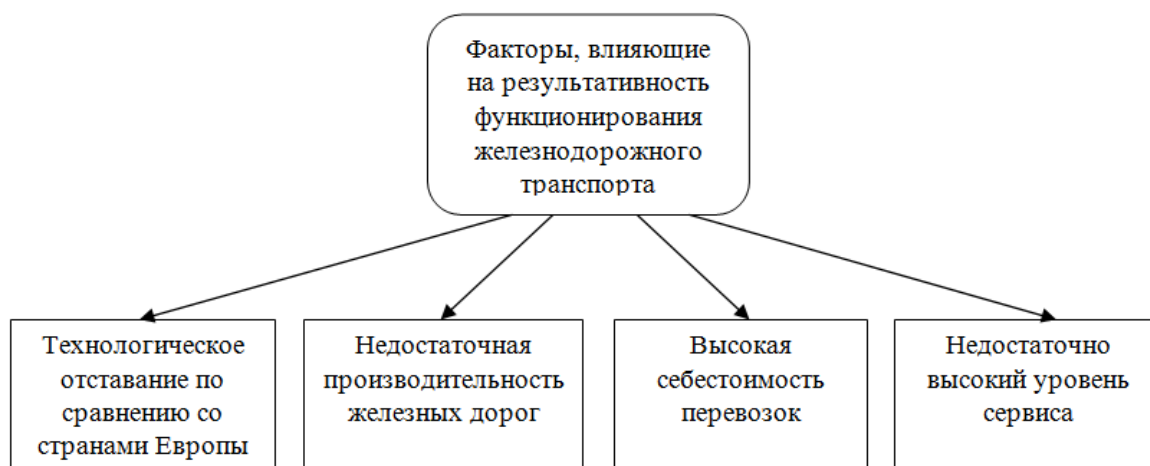 Факторы, влияющие
на результативность
функционирования
железнодорожного
транспорта
Технологическое
отставание по
сравнению со
странами Европы
Недостаточная
производительность
железных дорог
Высокая
себестоимость
перевозок
Недостаточно
высокий уровень
сервиса